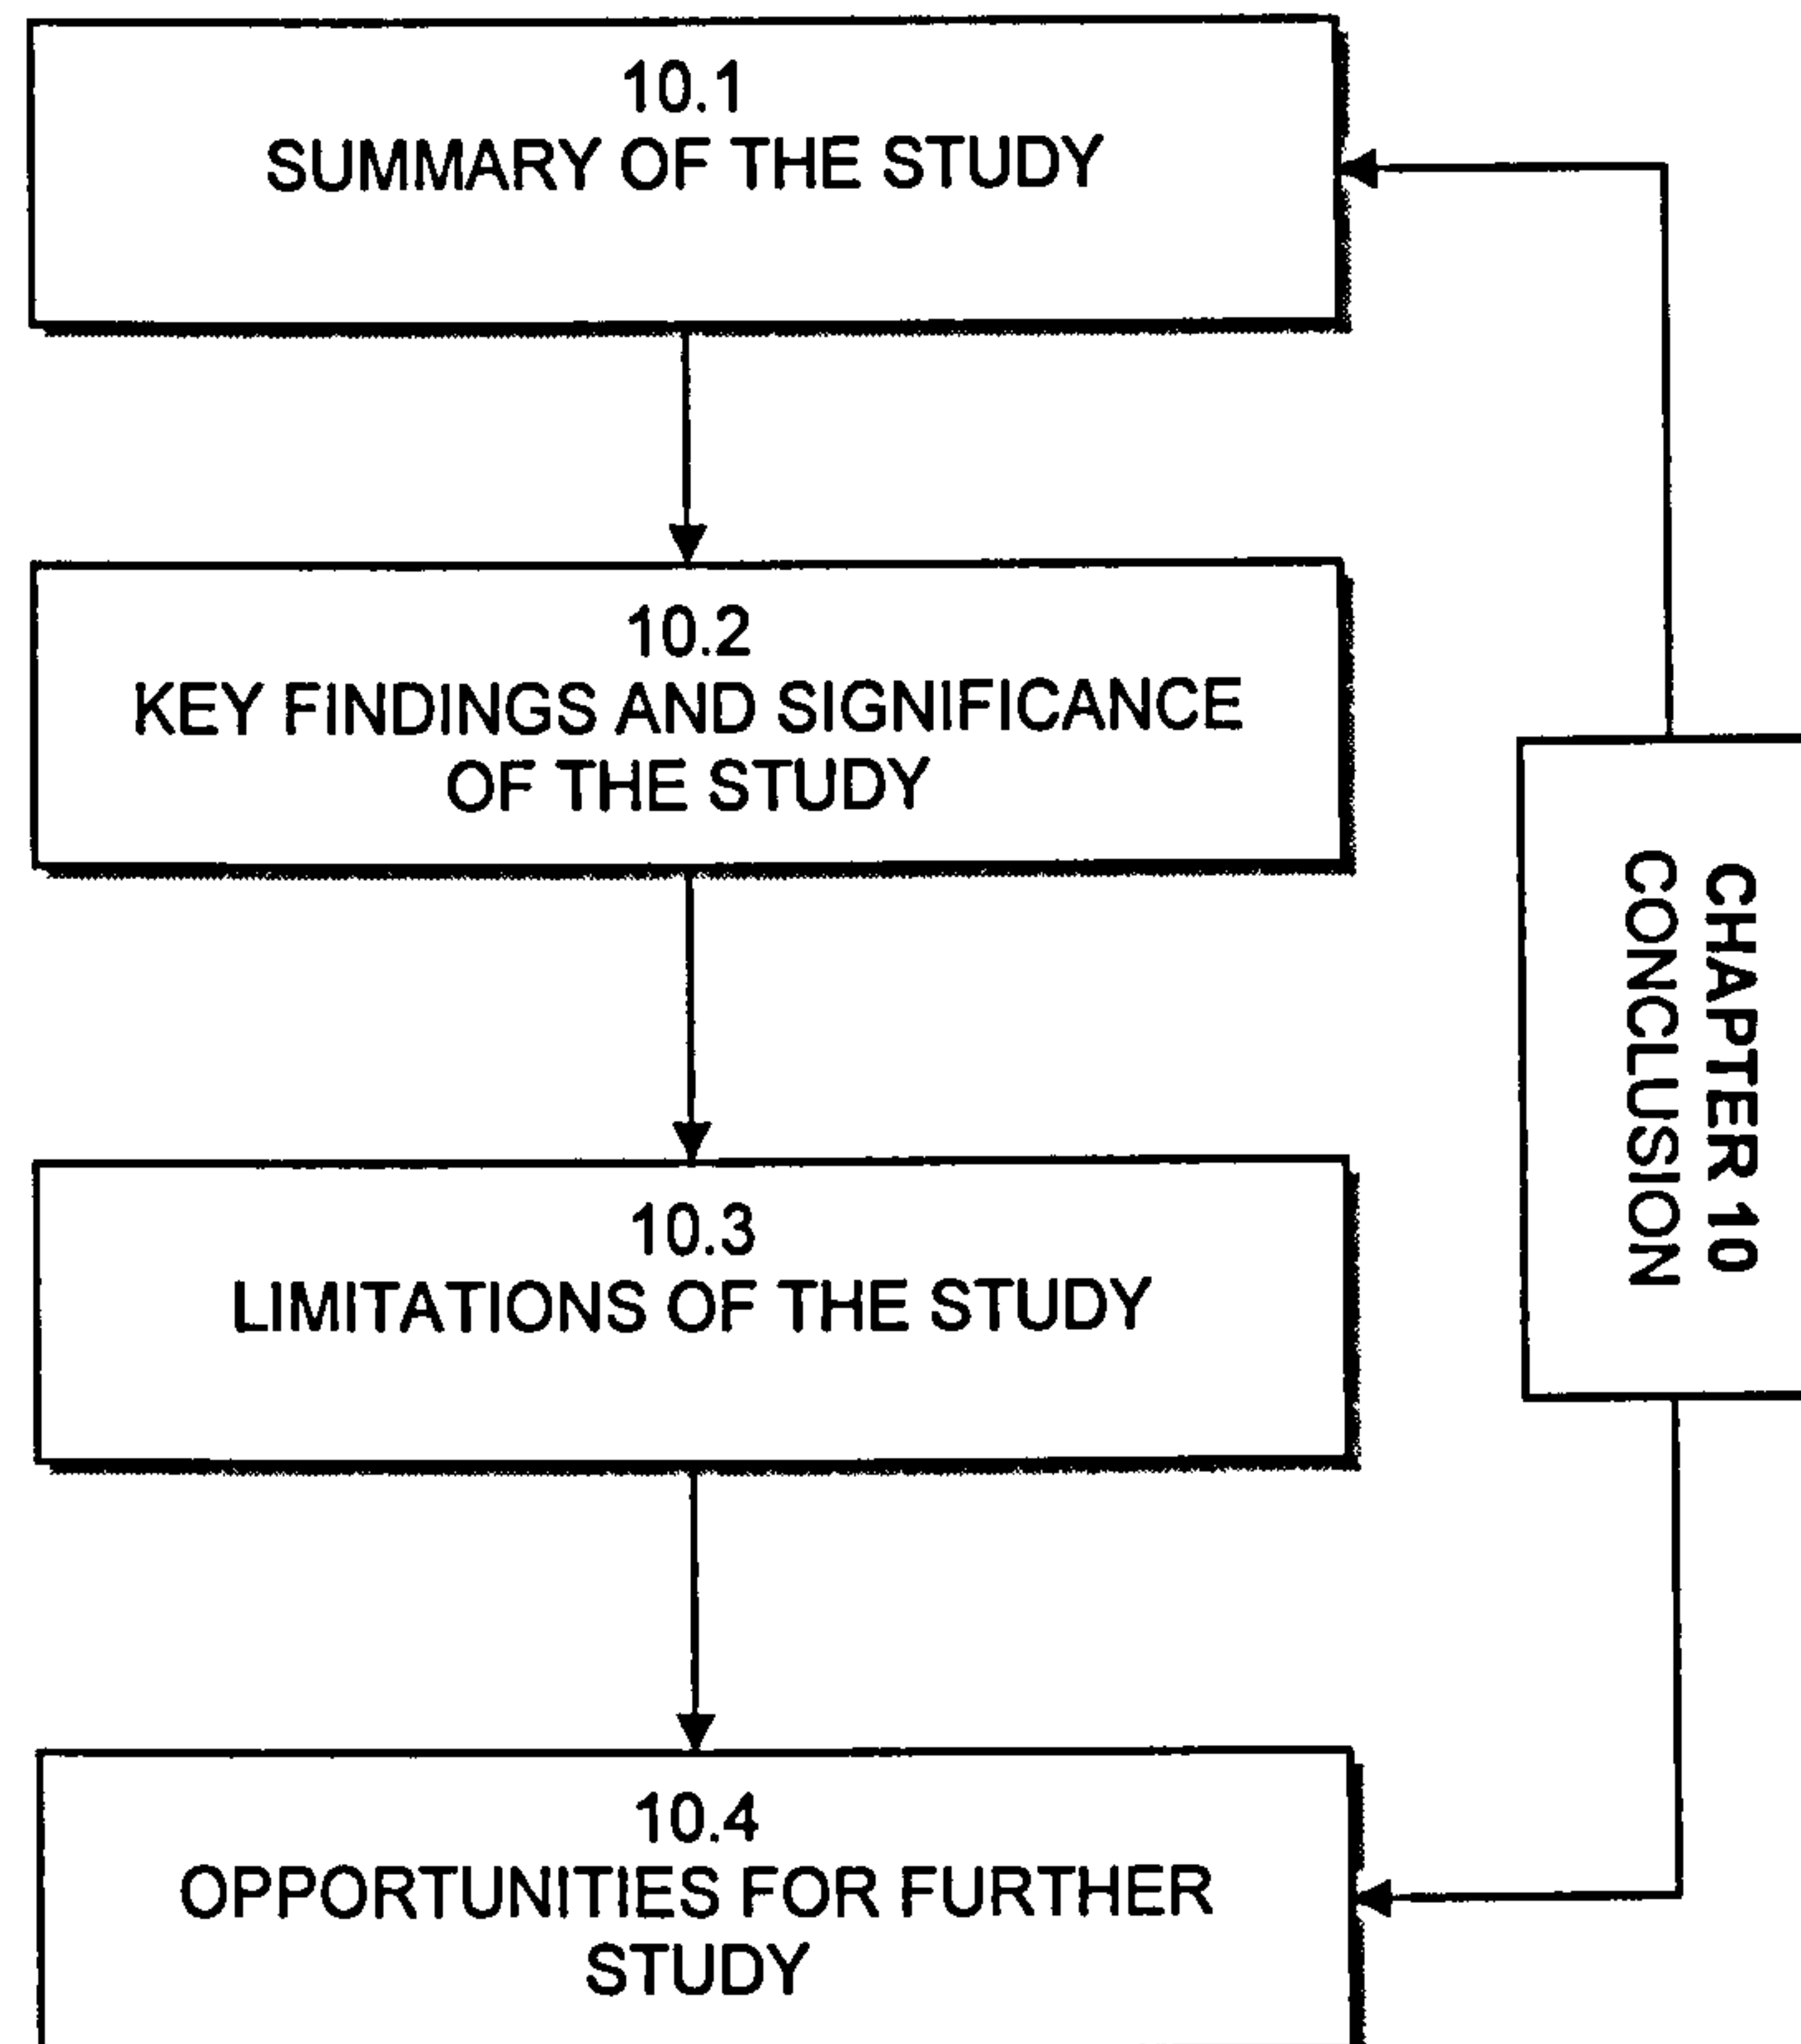 10.1
SUMMARY OF THE STUDY
10.2
KEY FINDINGS AND SIGNIFICANCE
OF THE STUDY
10.3
LIMITATIONS OF THE STUDY
10.4
OPPORTUNITIES FOR FURTHER
STUDY
CHAPTER 10
CONCLUSION